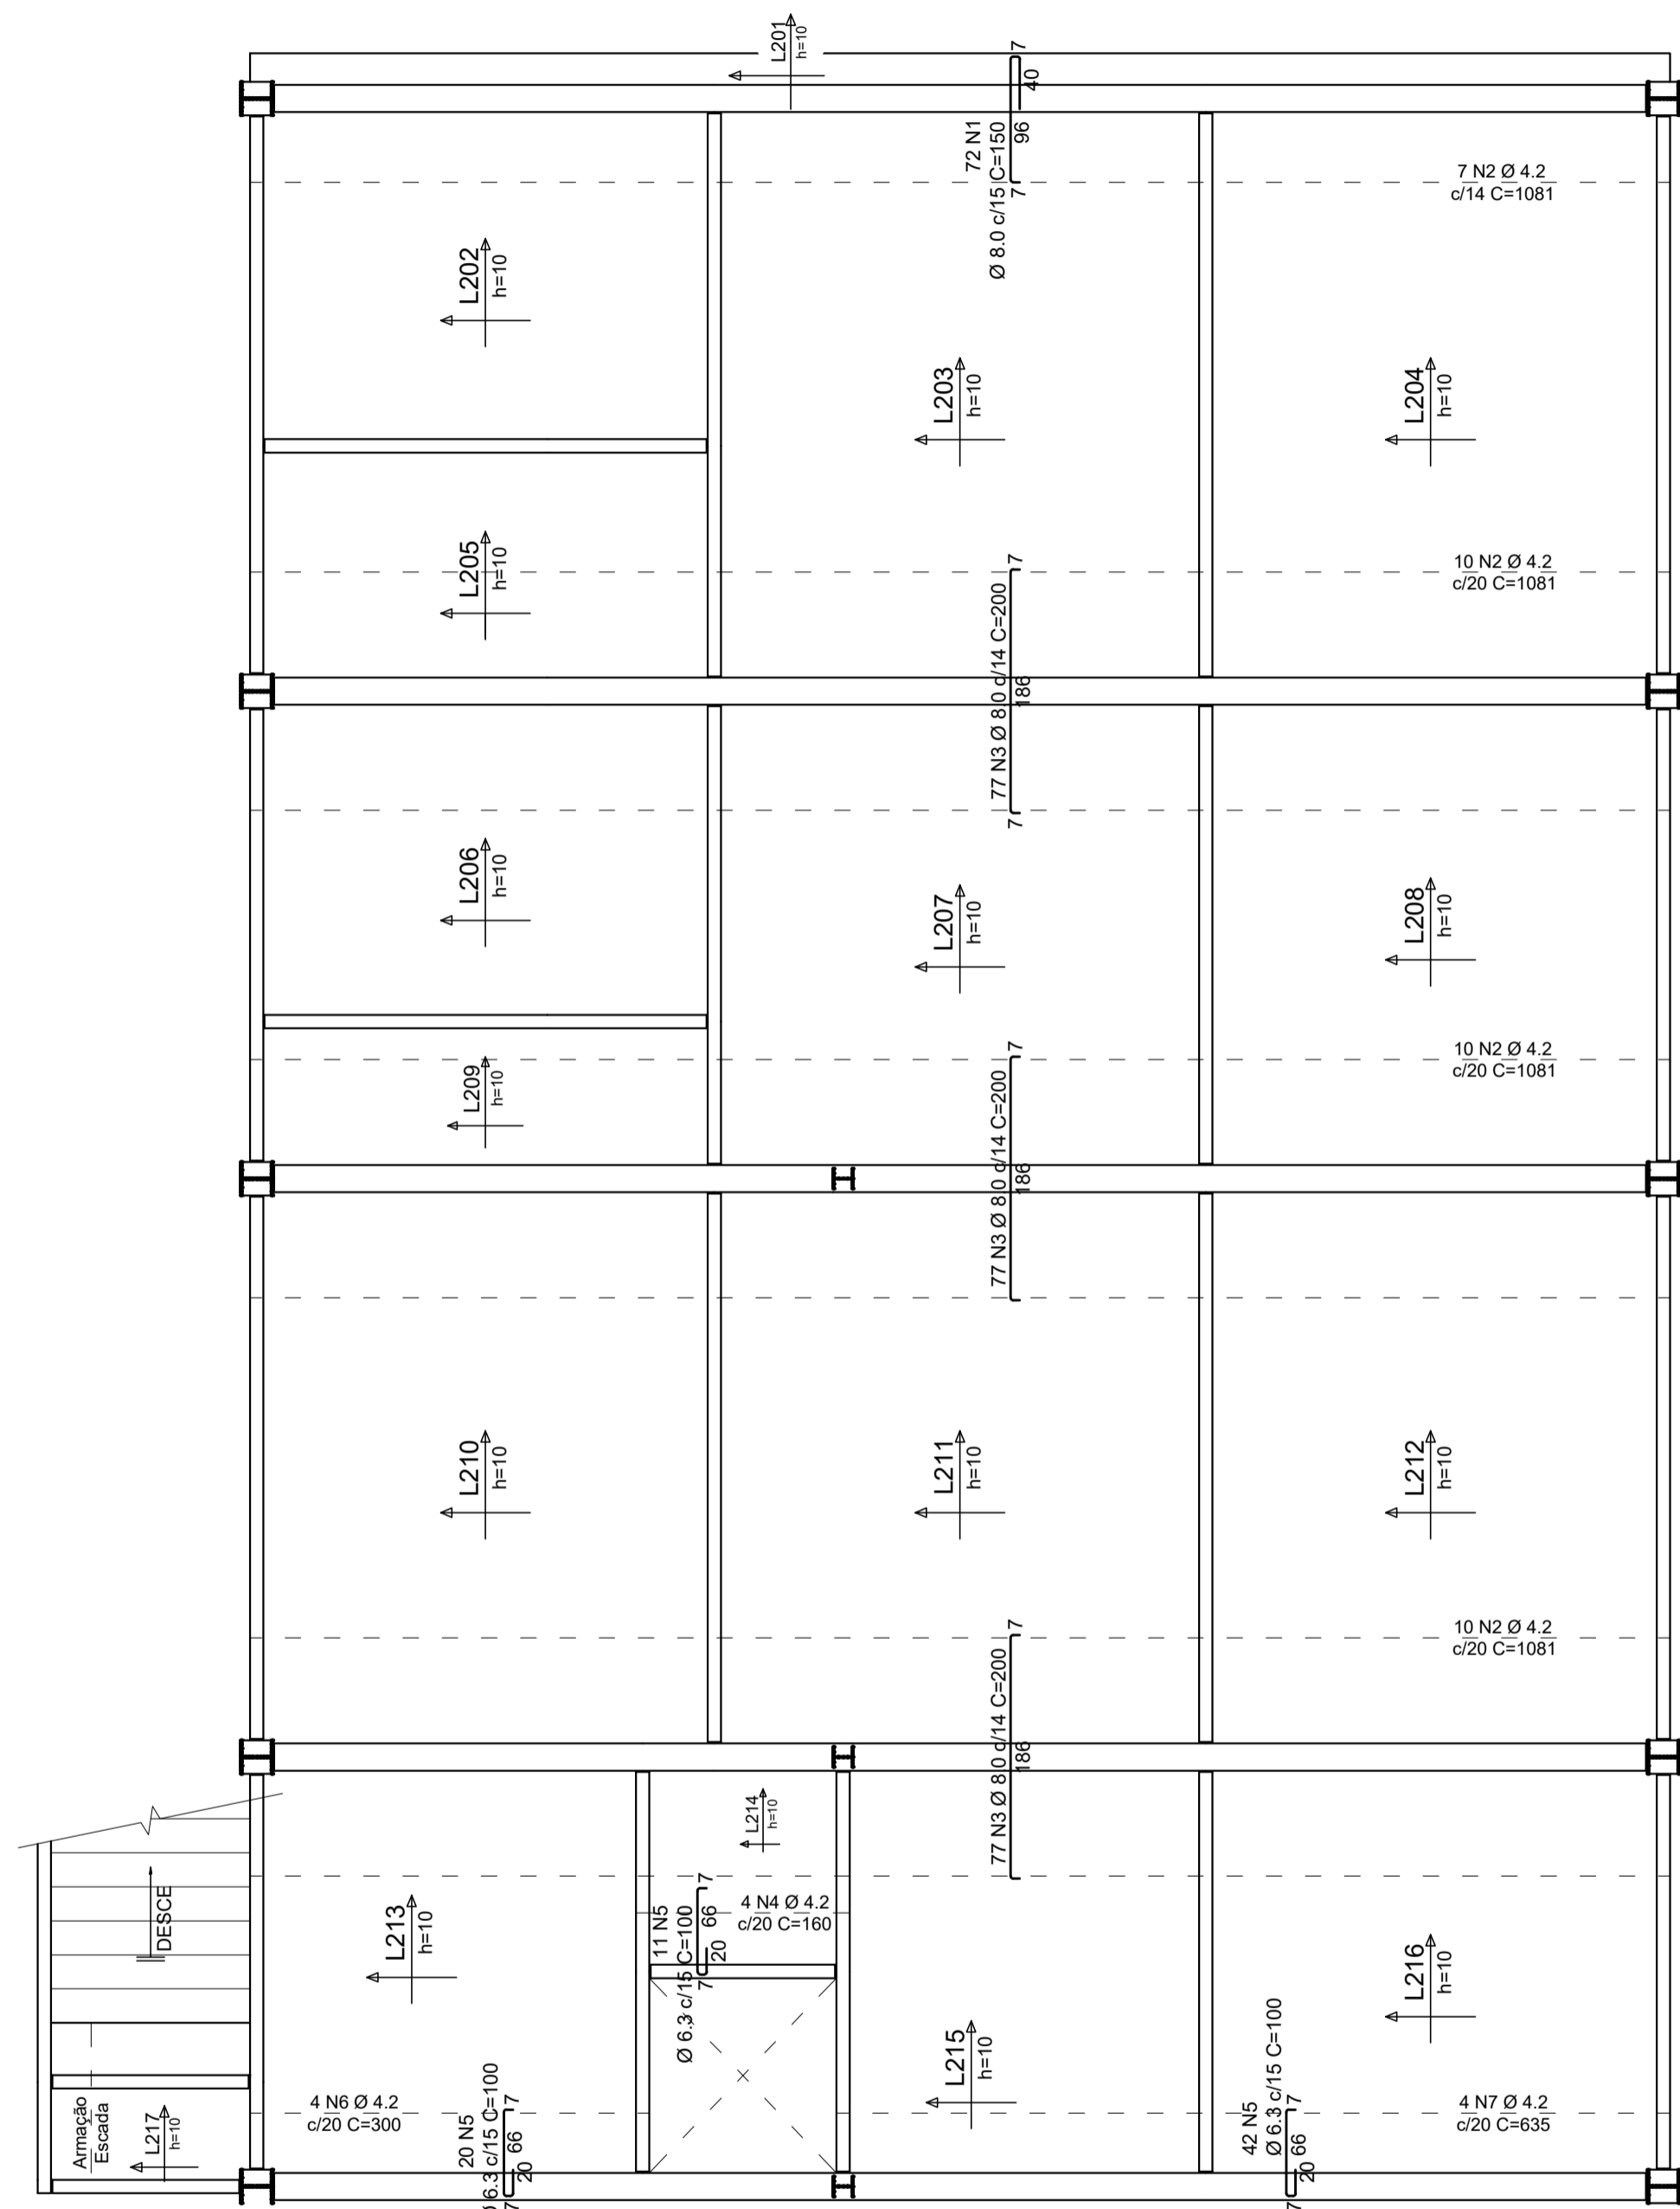 L201
h=10
7
40
72 N1
Ø 8.0 c/15 C=150
96
7
7 N2 Ø 4.2
c/14 C=1081
L202
h=10
L203
h=10
L204
h=10
L205
h=10
7
77 N3 Ø 8.0 c/14 C=200
186
7
10 N2 Ø 4.2
c/20 C=1081
L206
h=10
L207
h=10
L208
h=10
L209
h=10
7
77 N3 Ø 8.0 c/14 C=200
186
10 N2 Ø 4.2
c/20 C=1081
L210
h=10
L211
h=10
L212
h=10
7
77 N3 Ø 8.0 c/14 C=200
186
10 N2 Ø 4.2
c/20 C=1081
L214
h=10
DESCE
L213
h=10
11 N5
Ø 6.3 c/15 C=100
7
66
20
7
4 N4 Ø 4.2
c/20 C=160
L215
h=10
L216
h=10
Armação
Escada
L217
h=10
4 N6 Ø 4.2
c/20 C=300
20 N5
Ø 6.3 c/15 C=100
7
66
20
7
42 N5
Ø 6.3 c/15 C=100
7
66
20
7
4 N7 Ø 4.2
c/20 C=635